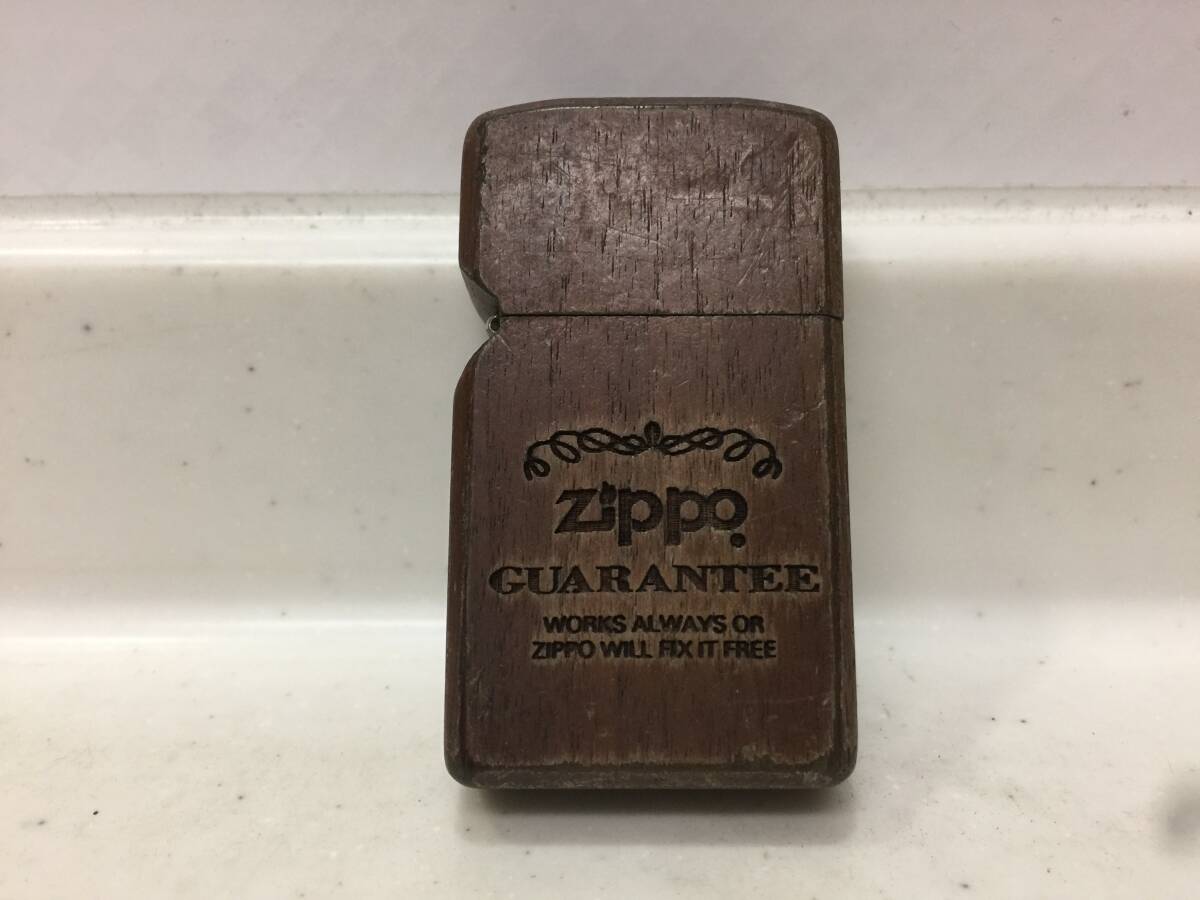 zippo
GUARANTEE
WORKS ALWAYS OR
ZIPPO WILL FIX IT FREE